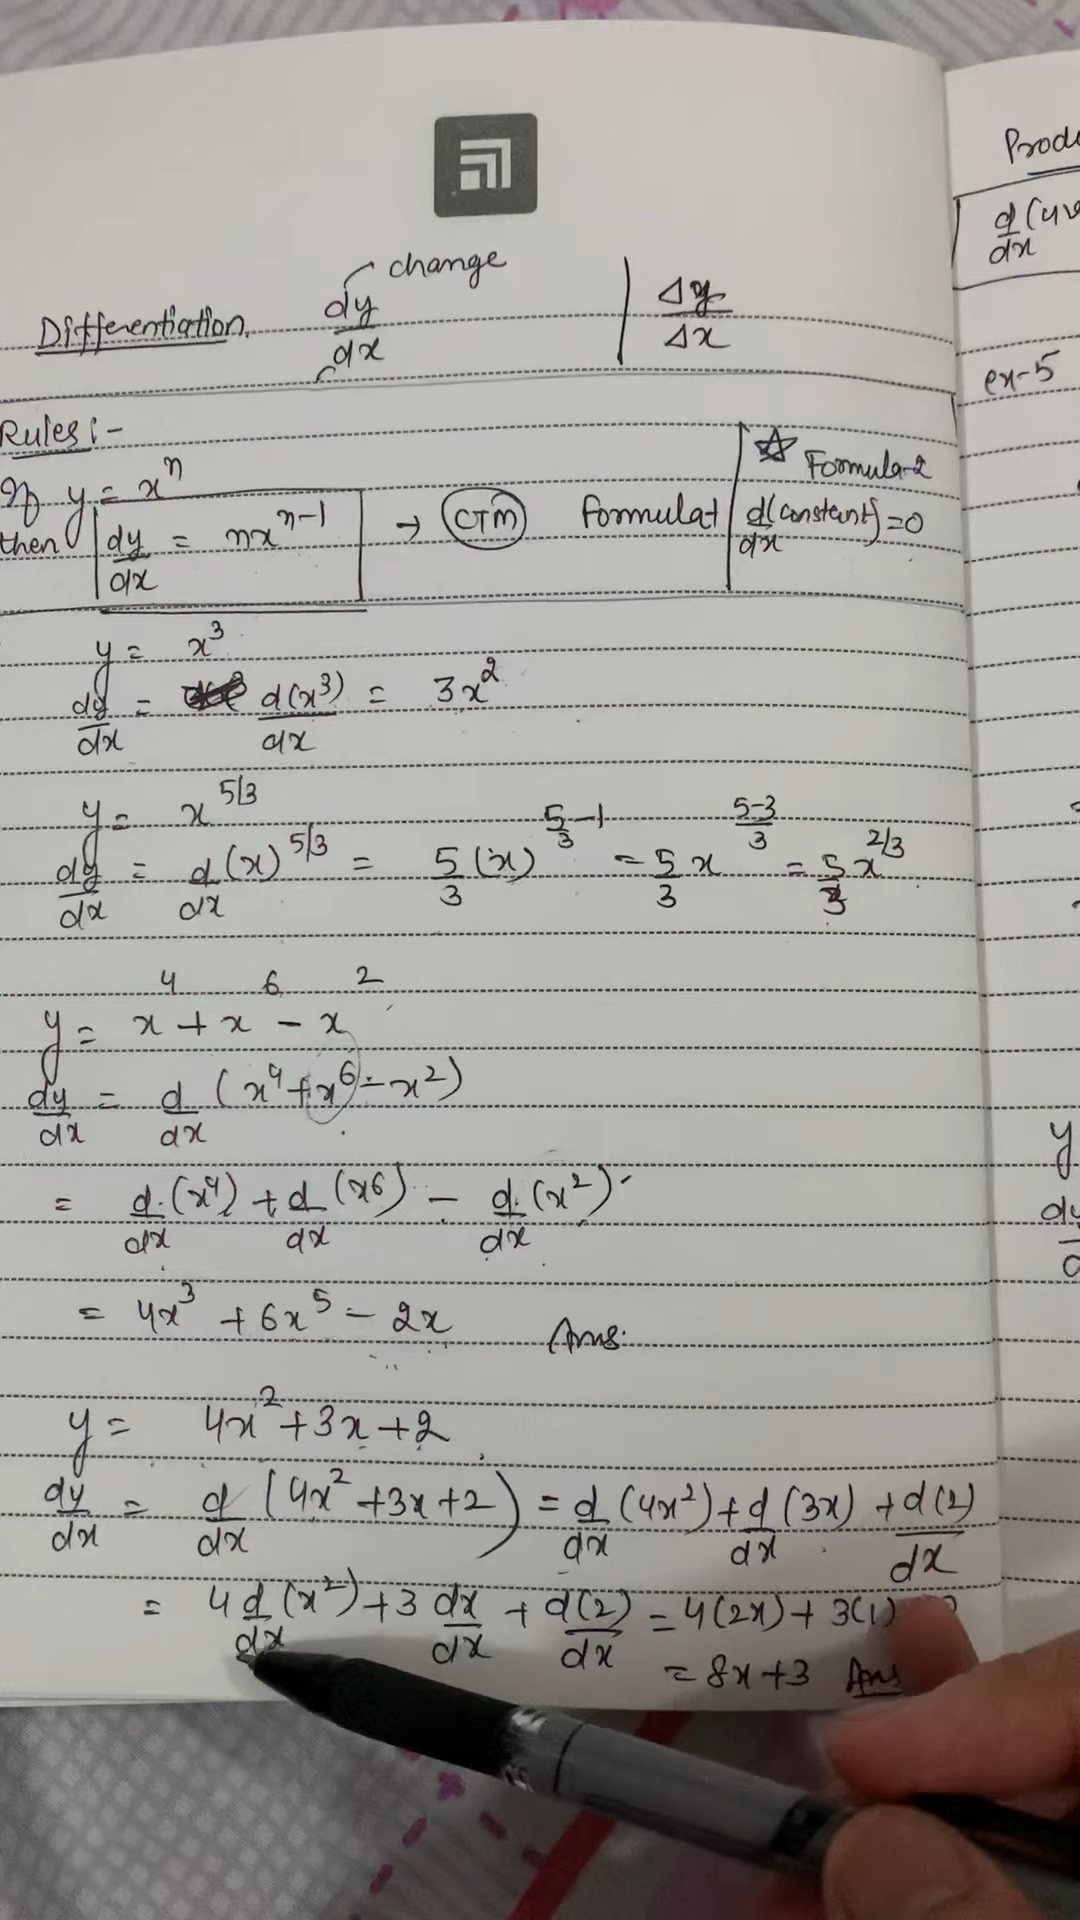 change
Differentiation. dy/dx | Δy/Δx
Rules :-
If y = x^n
then dy/dx = nx^(n-1) → CTM Formula1 | ☆ Formula-2 d(constant)/dx = 0
y = x^3
dy/dx = d(x^3)/dx = 3x^2
y = x^(5/3)
dy/dx = d/dx (x)^(5/3) = 5/3 (x)^(5/3 - 1) = 5/3 x^((5-3)/3) = 5/3 x^(2/3)
y = x^4 + x^6 - x^2
dy/dx = d/dx (x^4 + x^6 - x^2)
= d/dx (x^4) + d/dx (x^6) - d/dx (x^2)
= 4x^3 + 6x^5 - 2x Ans.
y = 4x^2 + 3x + 2
dy/dx = d/dx (4x^2 + 3x + 2) = d/dx (4x^2) + d/dx (3x) + d(2)/dx
= 4 d/dx (x^2) + 3 dx/dx + d(2)/dx = 4(2x) + 3(1)
= 8x + 3 Ans
d/dx
ex-5
y